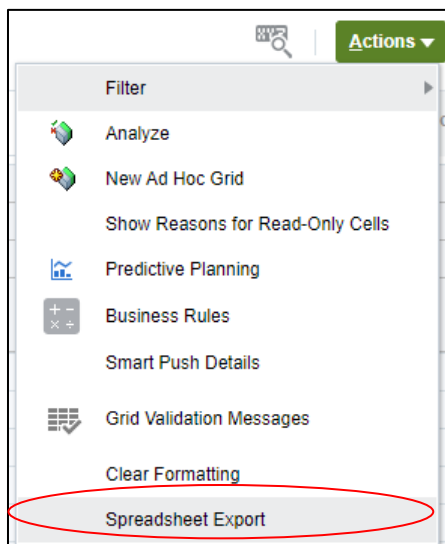 Actions
Filter
Analyze
New Ad Hoc Grid
Show Reasons for Read-Only Cells
Predictive Planning
Business Rules
Smart Push Details
Grid Validation Messages
Clear Formatting
Spreadsheet Export